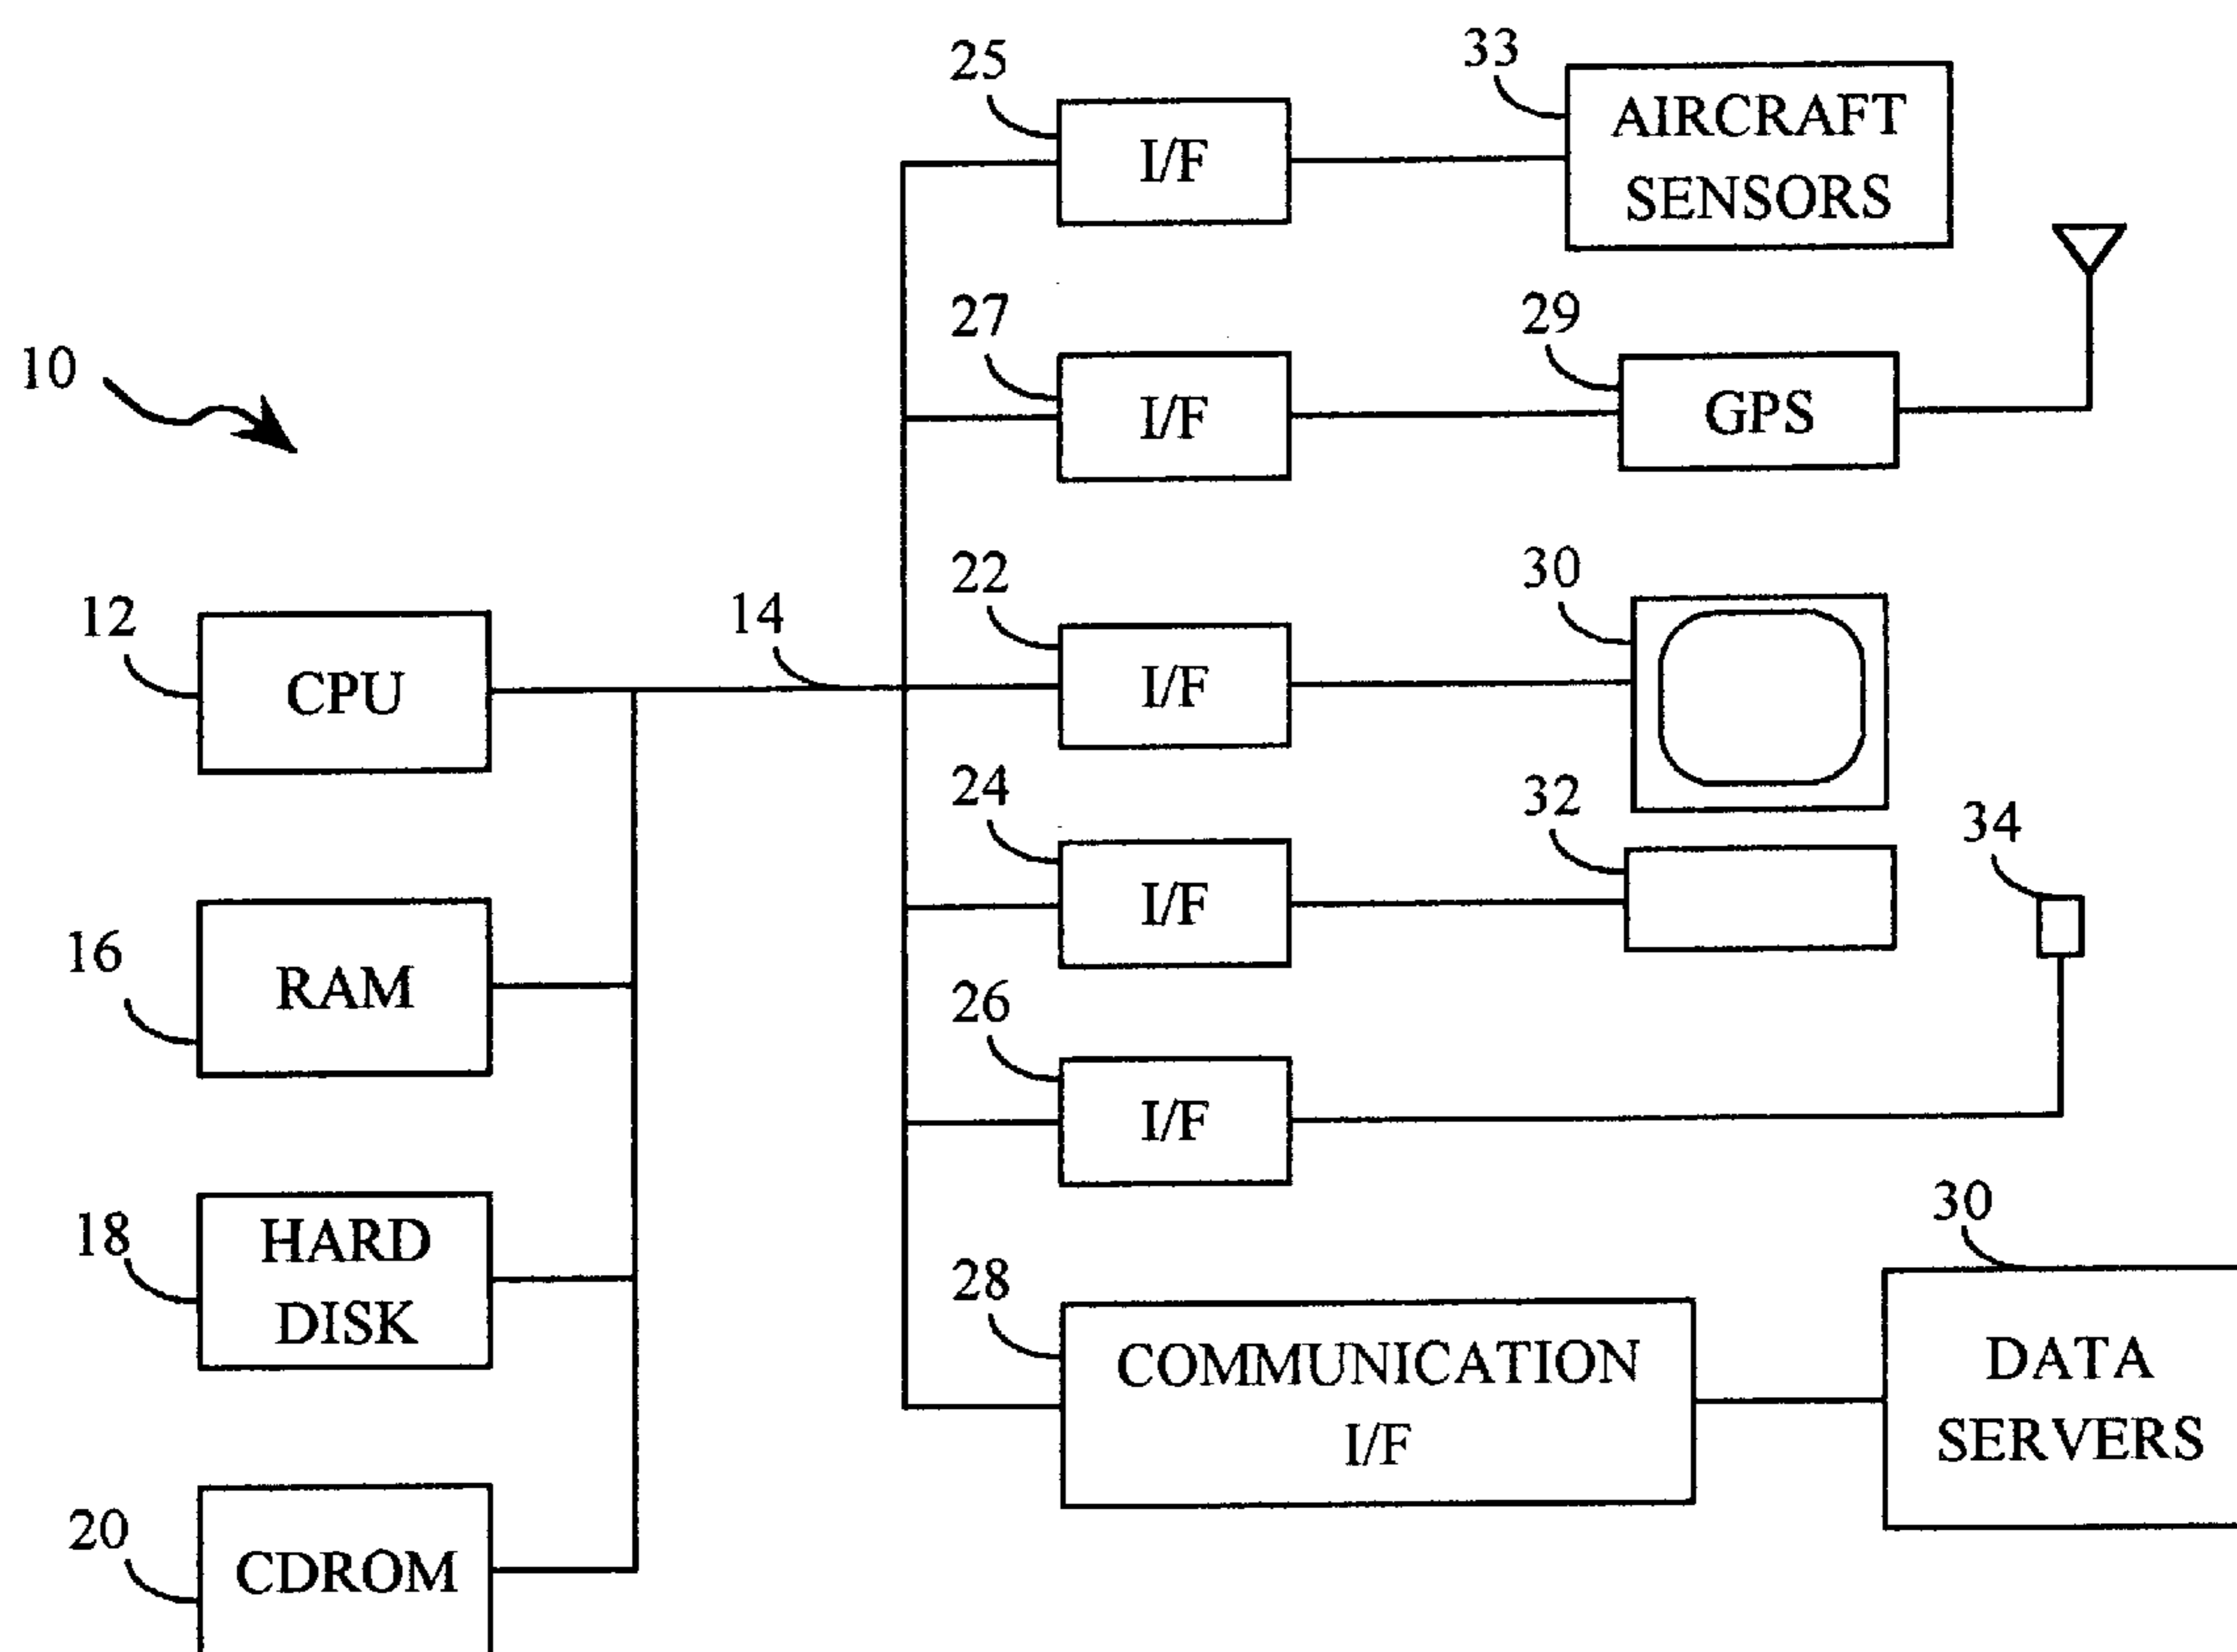 25
33
I/F
AIRCRAFT
SENSORS
27
29
10
I/F
GPS
22
30
12
14
CPU
I/F
24
32
34
16
RAM
I/F
26
I/F
18
HARD
DISK
28
30
COMMUNICATION
I/F
DATA
SERVERS
20
CDROM